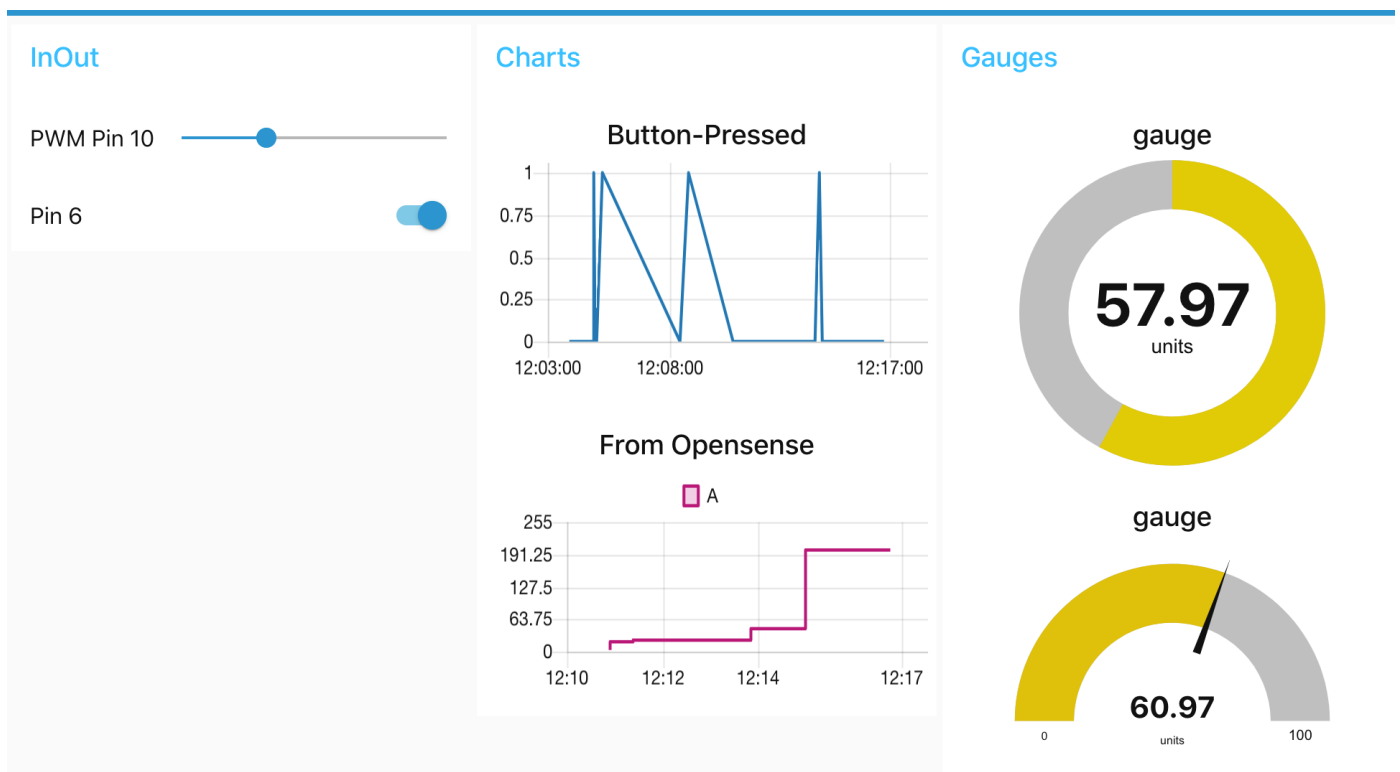 InOut
PWM Pin 10
Pin 6
Charts
Button-Pressed
1
0.75
0.5
0.25
0
12:03:00 12:08:00 12:17:00
From Opensense
A
255
191.25
127.5
63.75
0
12:10 12:12 12:14 12:17
Gauges
gauge
57.97
units
gauge
60.97
0 units 100